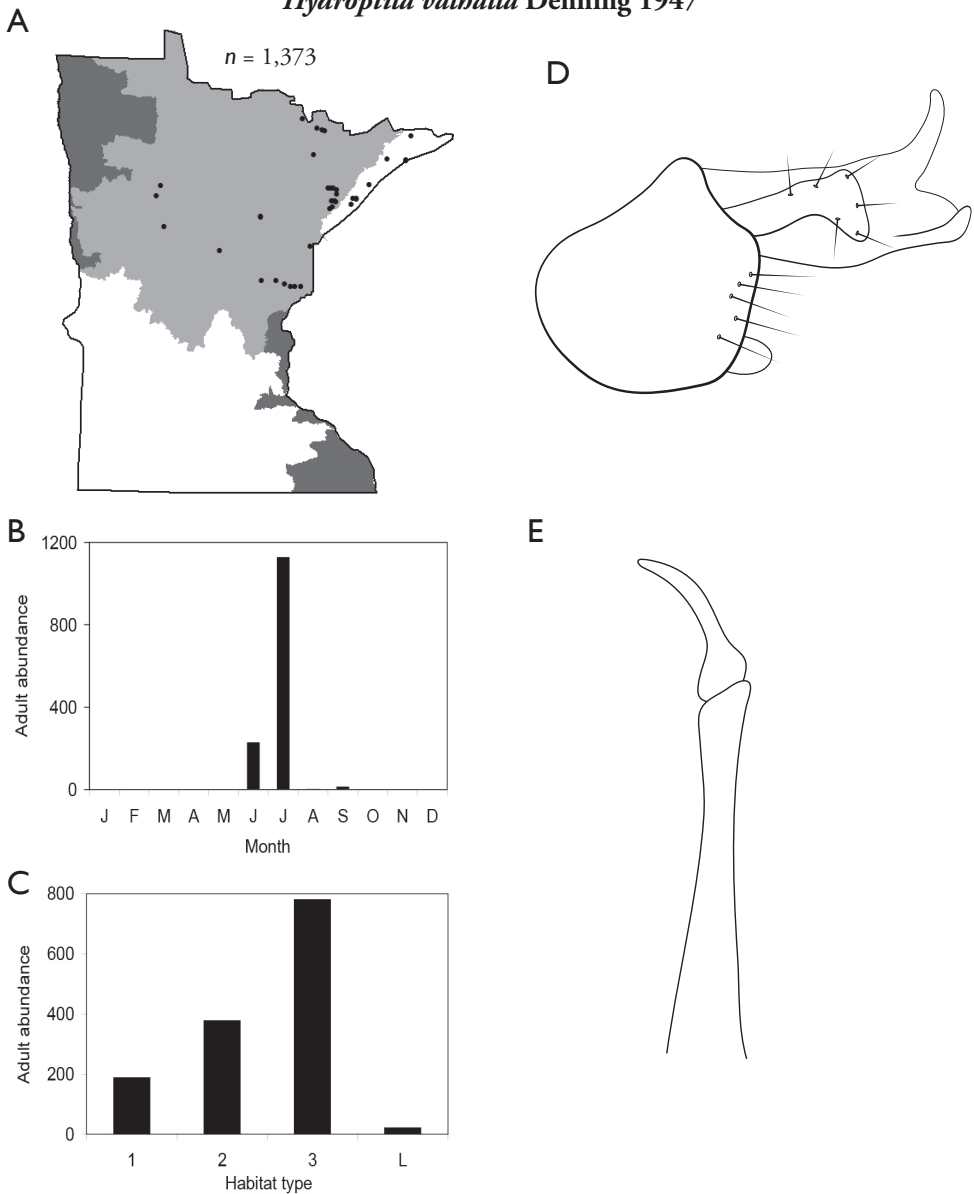 Hydroptila valhalla Denning 1947
A
n = 1,373
D
B
1200
800
400
0
Adult abundance
J F M A M J J A S O N D
Month
E
C
800
600
400
200
0
Adult abundance
1 2 3 L
Habitat type